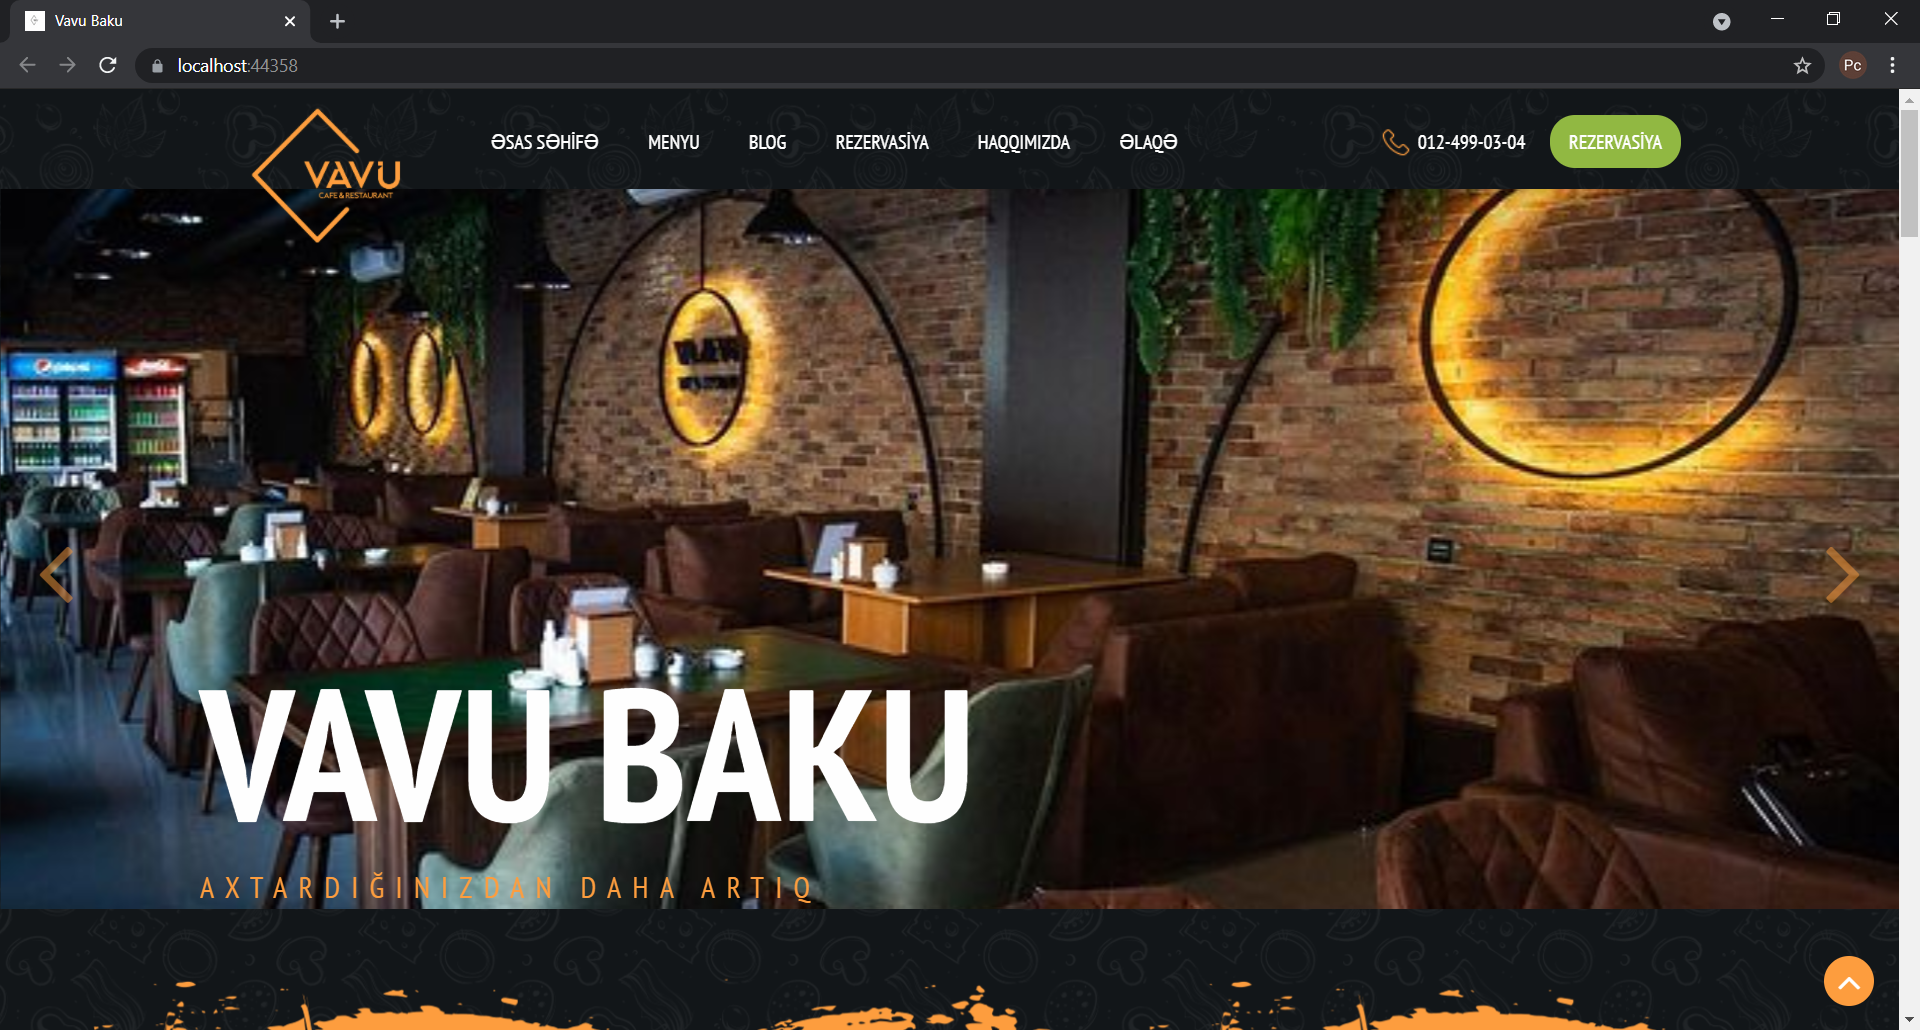 Vavu Baku
localhost:44358
Pc
VAVU
CAFE & RESTAURANT
ƏSAS SƏHİFƏ
MENYU
BLOG
REZERVASİYA
HAQQIMIZDA
ƏLAQƏ
012-499-03-04
REZERVASİYA
pepsi
VAVU BAKU
AXTARDIĞINIZDAN DAHA ARTIQ